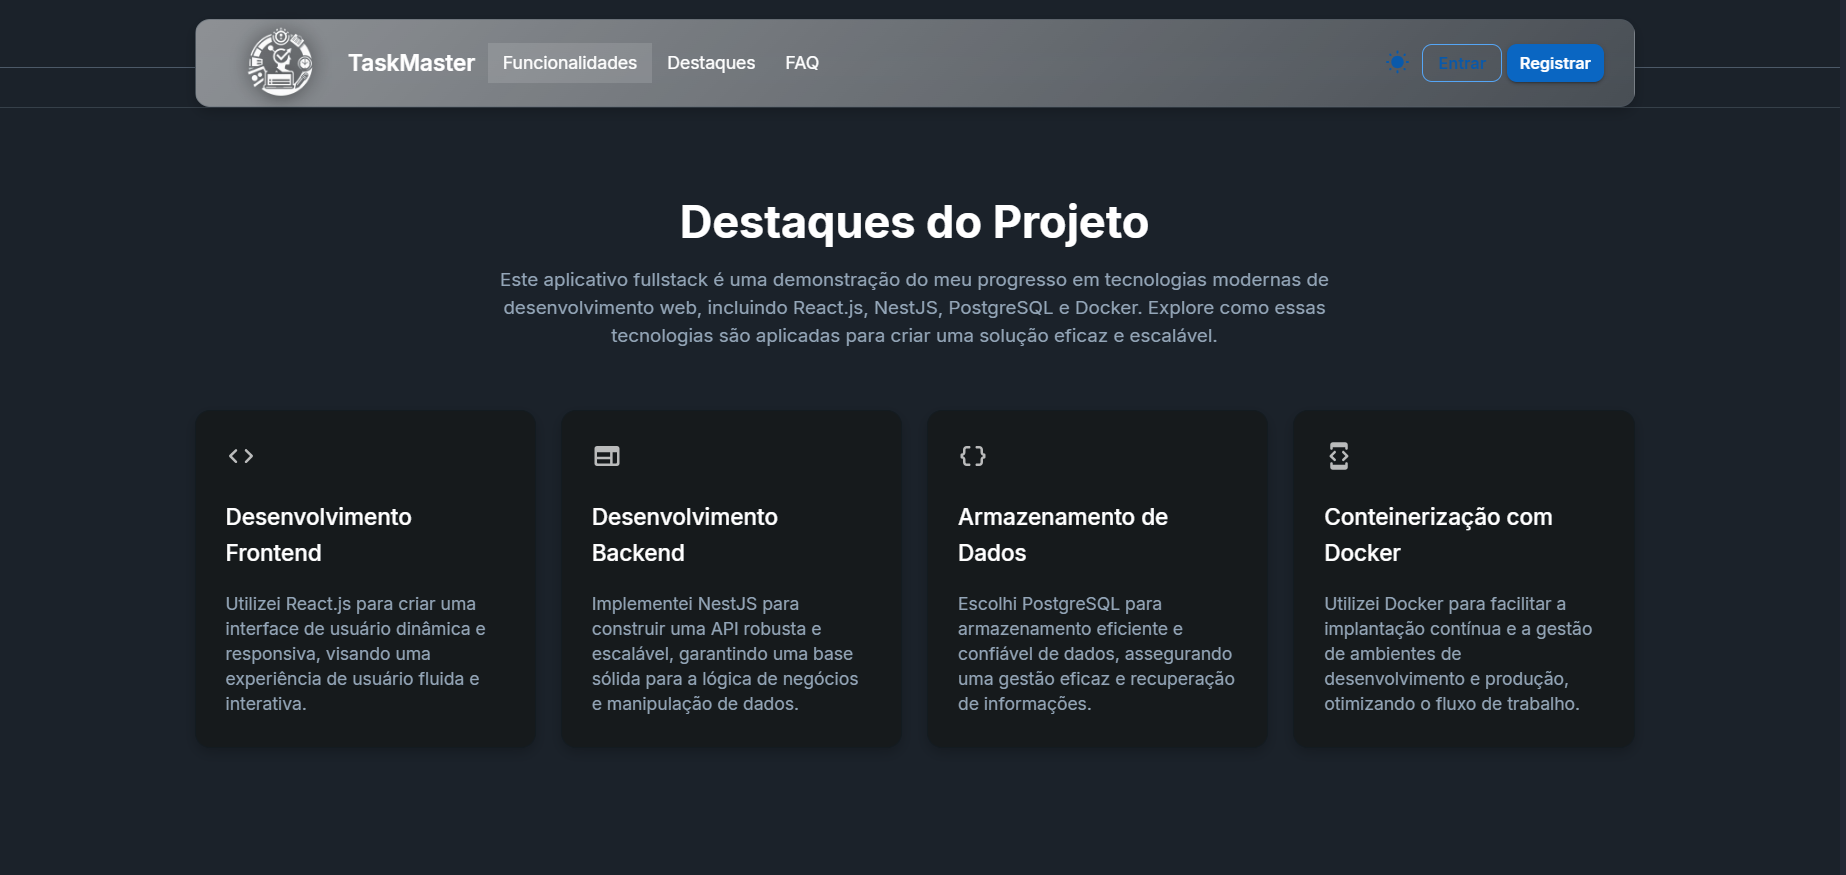 TaskMaster
Funcionalidades
Destaques
FAQ
Entrar
Registrar
Destaques do Projeto
Este aplicativo fullstack é uma demonstração do meu progresso em tecnologias modernas de
desenvolvimento web, incluindo React.js, NestJS, PostgreSQL e Docker. Explore como essas
tecnologias são aplicadas para criar uma solução eficaz e escalável.
Desenvolvimento
Frontend
Utilizei React.js para criar uma
interface de usuário dinâmica e
responsiva, visando uma
experiência de usuário fluida e
interativa.
Desenvolvimento
Backend
Implementei NestJS para
construir uma API robusta e
escalável, garantindo uma base
sólida para a lógica de negócios
e manipulação de dados.
Armazenamento de
Dados
Escolhi PostgreSQL para
armazenamento eficiente e
confiável de dados, assegurando
uma gestão eficaz e recuperação
de informações.
Conteinerização com
Docker
Utilizei Docker para facilitar a
implantação contínua e a gestão
de ambientes de
desenvolvimento e produção,
otimizando o fluxo de trabalho.